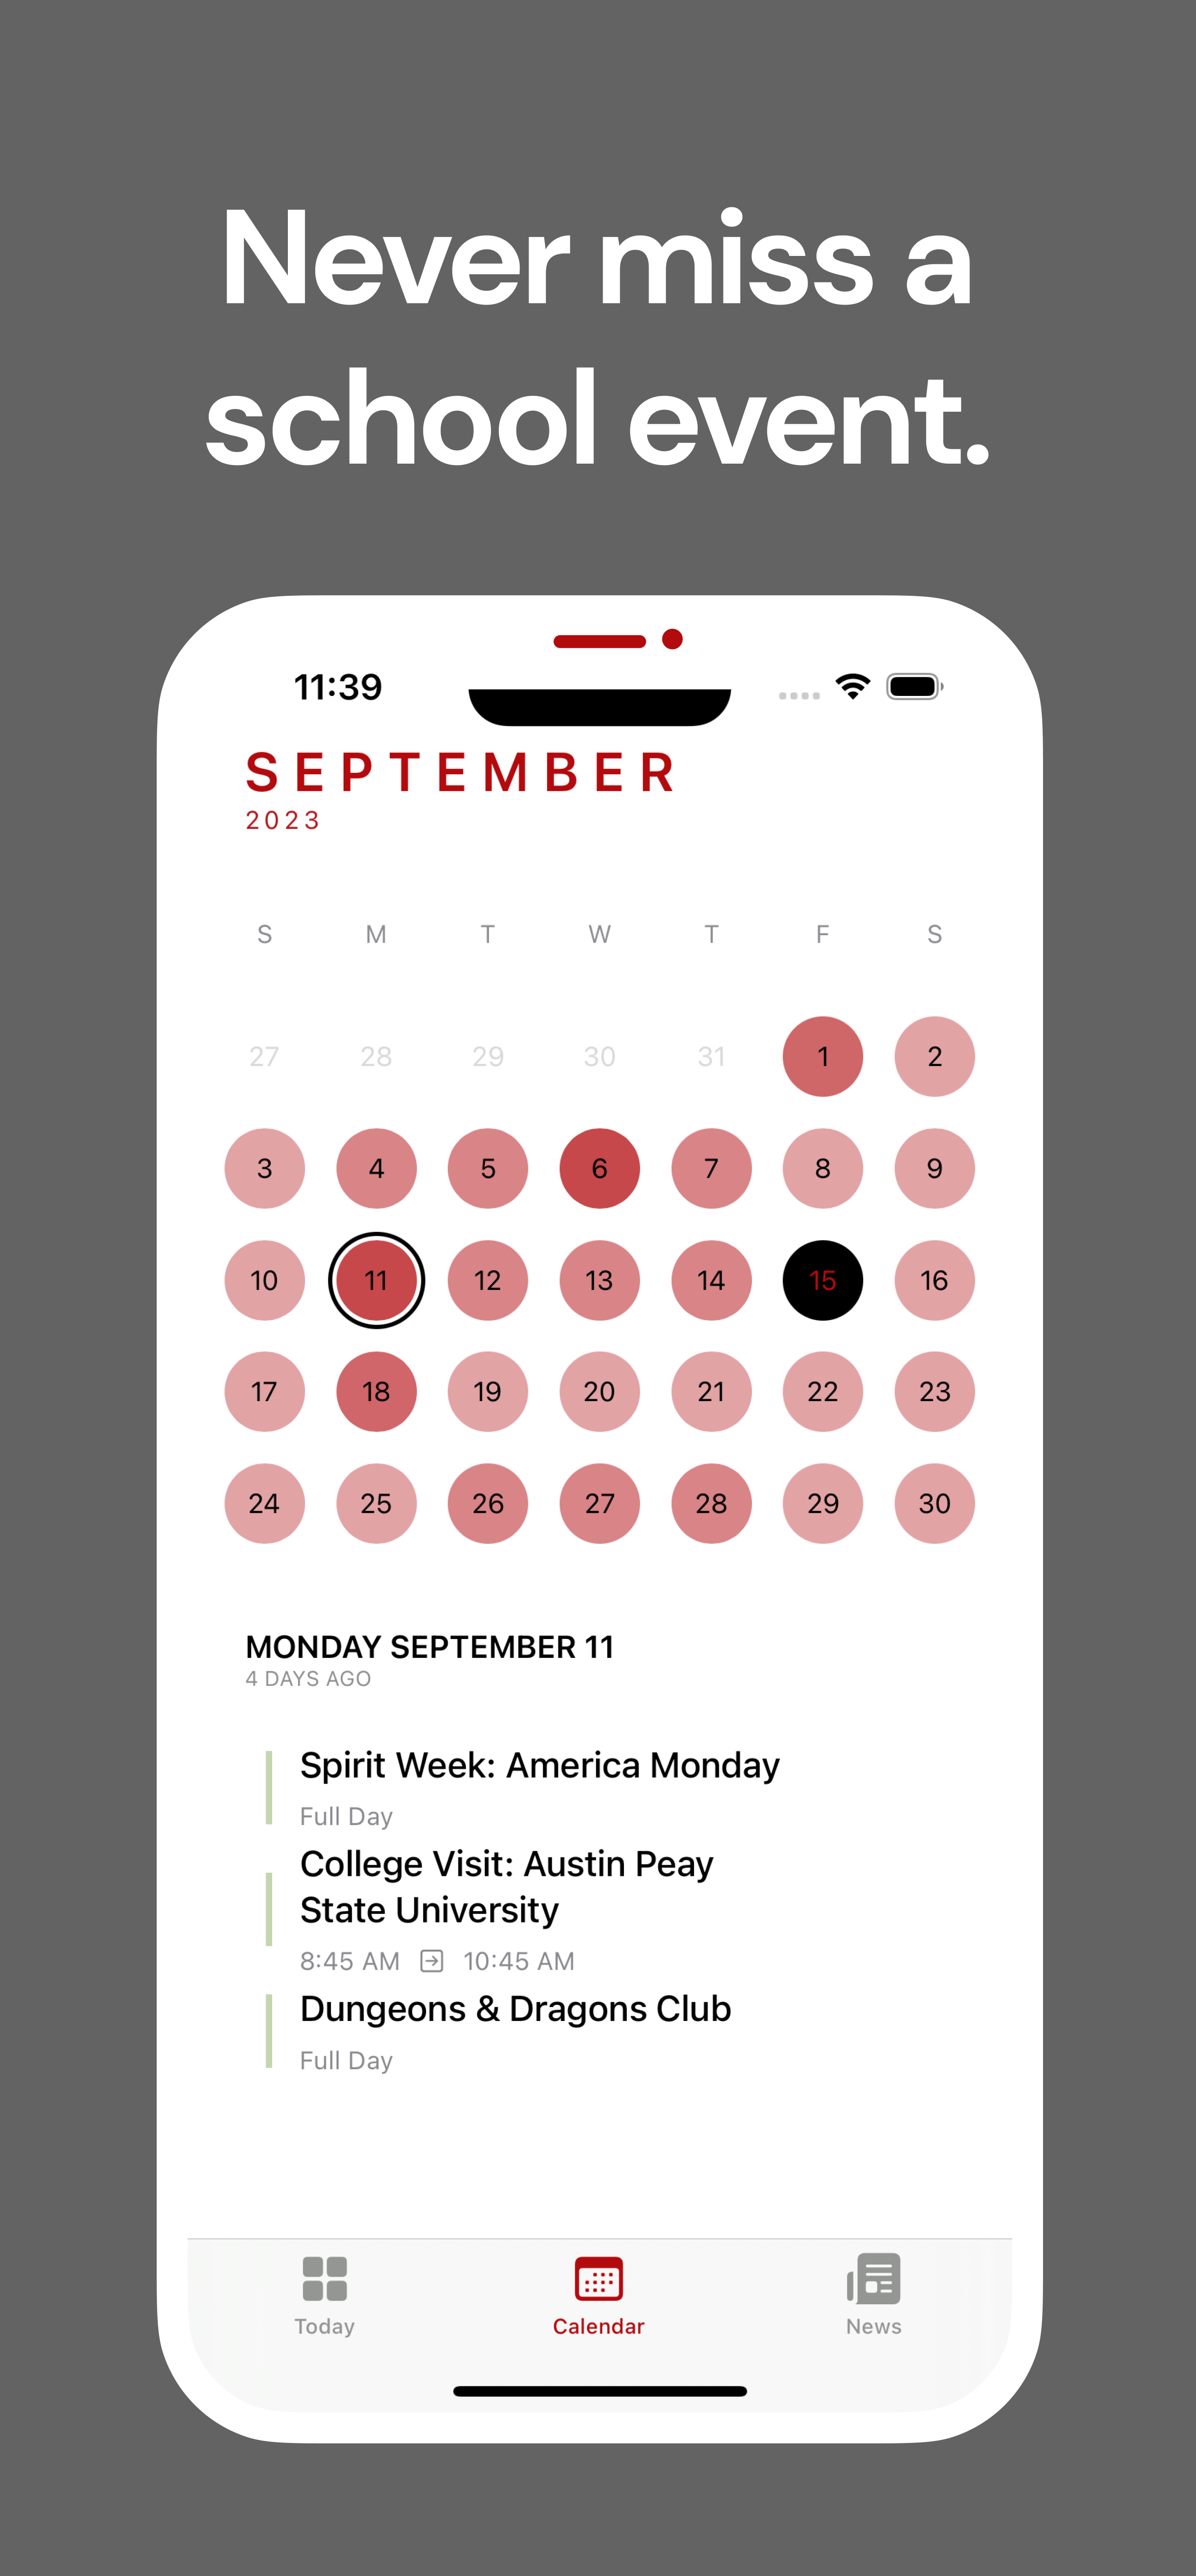 Never miss a
school event.
11:39
SEPTEMBER
2023
S M T W T F S
27 28 29 30 31 1 2
3 4 5 6 7 8 9
10 11 12 13 14 15 16
17 18 19 20 21 22 23
24 25 26 27 28 29 30
MONDAY SEPTEMBER 11
4 DAYS AGO
Spirit Week: America Monday
Full Day
College Visit: Austin Peay
State University
8:45 AM 10:45 AM
Dungeons & Dragons Club
Full Day
Today Calendar News